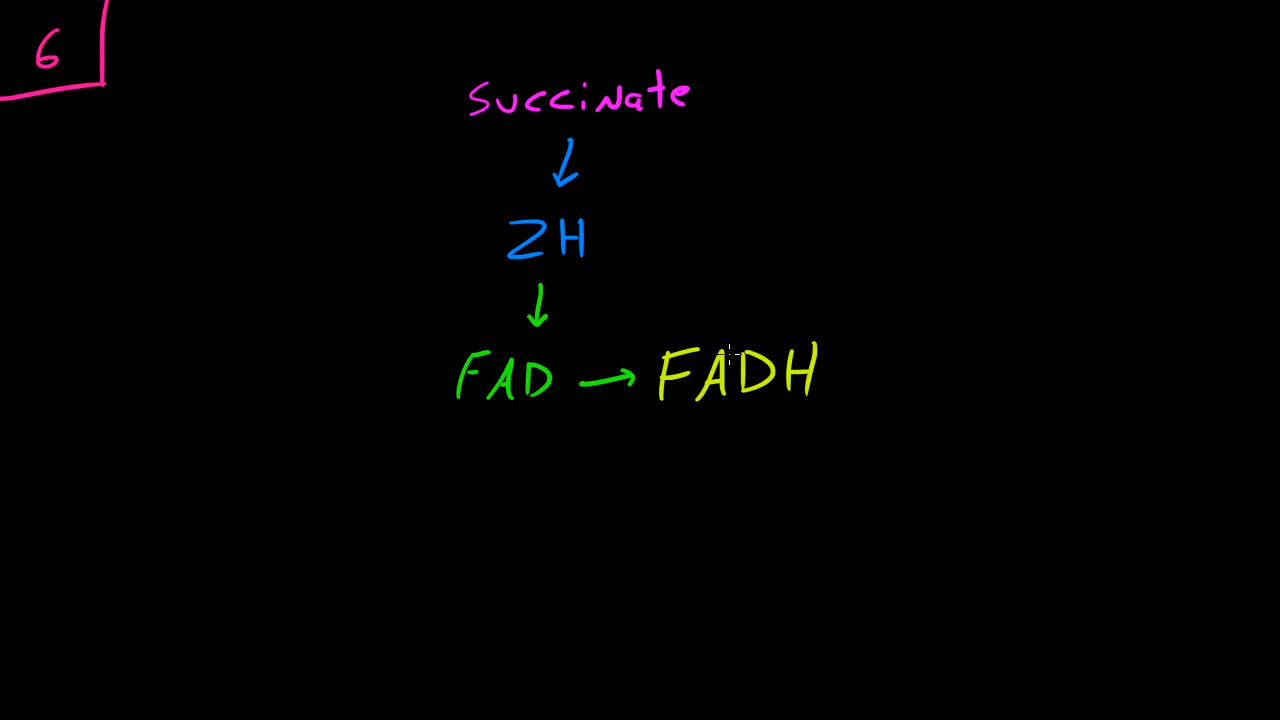 6
Succinate
↓
2H
↓
FAD → FADH